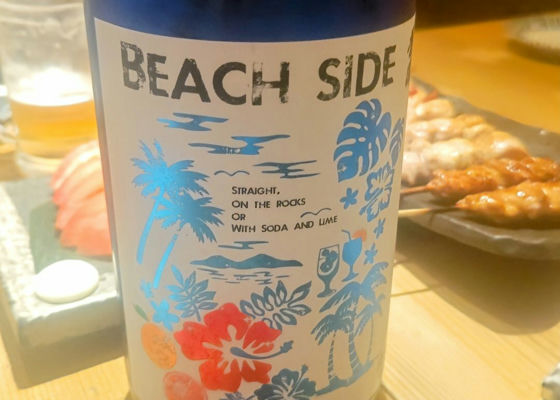 BEACH SIDE
STRAIGHT,
ON THE ROCKS
OR
WITH SODA AND LIME